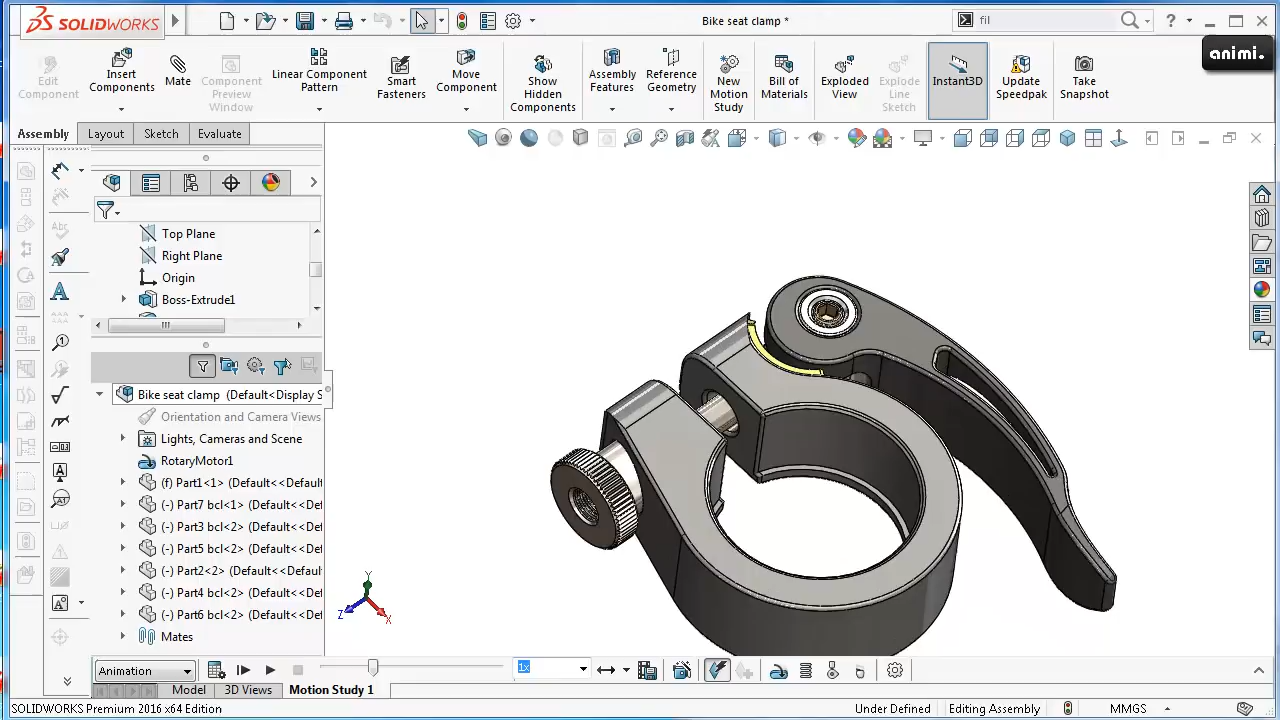 SOLIDWORKS
Bike seat clamp *
fil
?
animi.
Edit Component
Insert Components
Mate
Component Preview Window
Linear Component Pattern
Smart Fasteners
Move Component
Show Hidden Components
Assembly Features
Reference Geometry
New Motion Study
Bill of Materials
Exploded View
Explode Line Sketch
Instant3D
Update Speedpak
Take Snapshot
Assembly
Layout
Sketch
Evaluate
Top Plane
Right Plane
Origin
Boss-Extrude1
Bike seat clamp (Default<Display S
Orientation and Camera Views
Lights, Cameras and Scene
RotaryMotor1
(f) Part1<1> (Default<<Default
(-) Part7 bcl<1> (Default<<Def
(-) Part3 bcl<2> (Default<<Def
(-) Part5 bcl<2> (Default<<Def
(-) Part2<2> (Default<<Default
(-) Part4 bcl<2> (Default<<Def
(-) Part6 bcl<2> (Default<<Def
Mates
Y
Z
X
Animation
1x
Model
3D Views
Motion Study 1
SOLIDWORKS Premium 2016 x64 Edition
Under Defined
Editing Assembly
MMGS